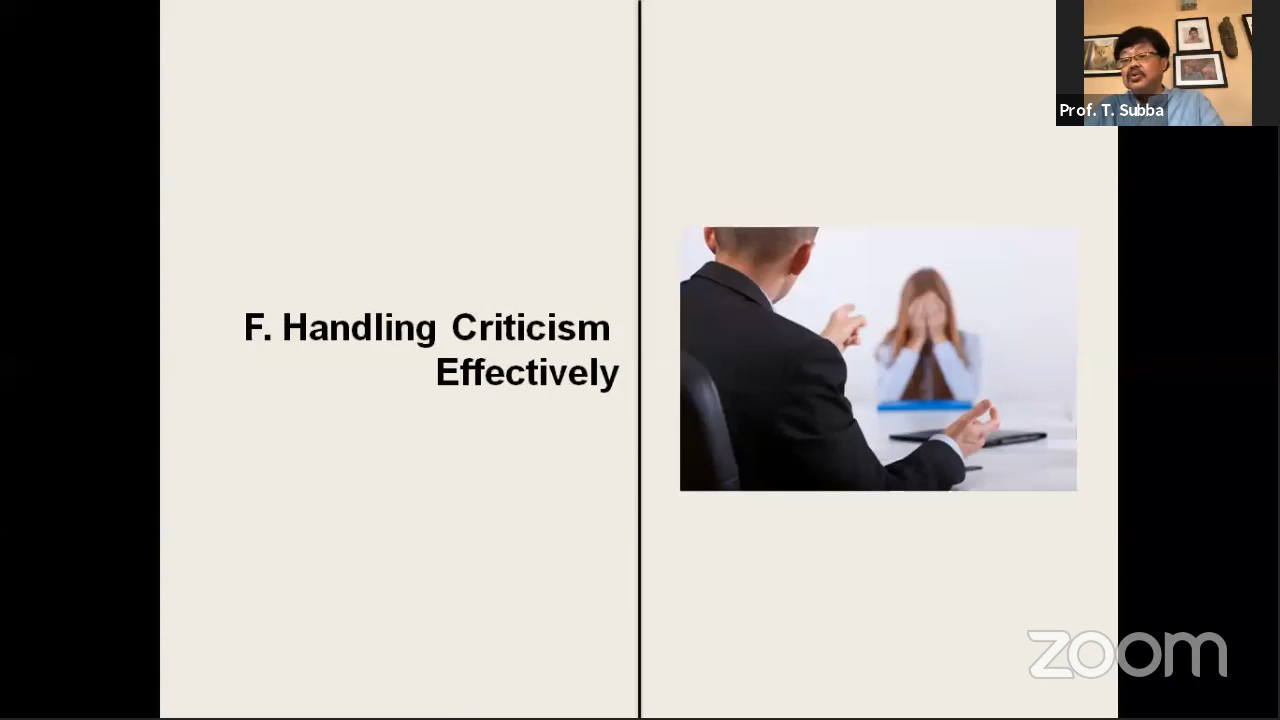 Prof. T. Subba
F. Handling Criticism
Effectively
zoom